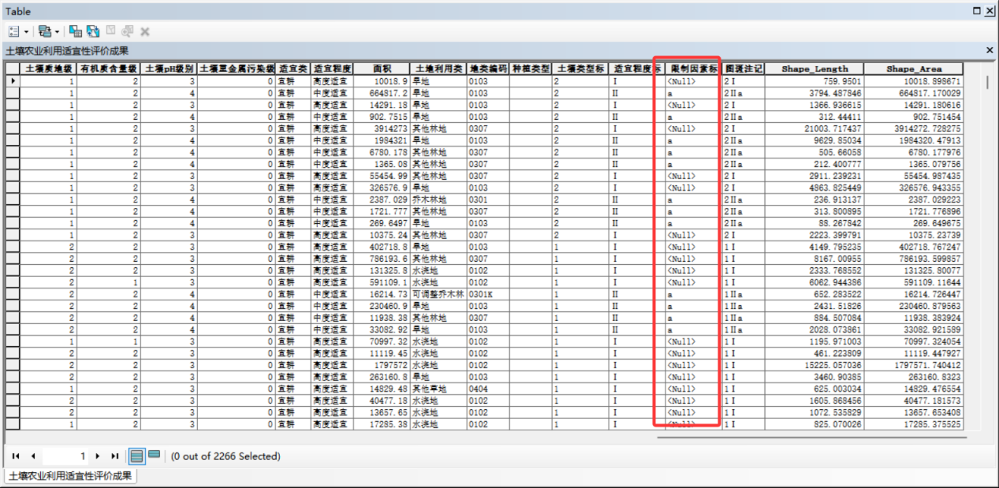 Table
土壤农业利用适宜性评价成果
土壤质地级 有机质含量级 土壤pH级别 土壤重金属污染级 适宜类 适宜程度 面积 土地利用类 地类编码 种植类型 土壤类型标 适宜程度标 限制因素标 图斑注记 Shape_Length Shape_Area
1 2 3 0 宜耕 高度适宜 10018.9 旱地 0103 2 I <Null> 2 I 759.9501 10018.898671
1 2 4 0 宜耕 中度适宜 664817.2 旱地 0103 2 II a 2 II a 3794.487846 664817.170029
1 2 3 0 宜耕 高度适宜 14291.18 旱地 0103 2 I <Null> 2 I 1366.936615 14291.180616
1 2 4 0 宜耕 中度适宜 902.7515 旱地 0103 2 II a 2 II a 312.44411 902.751454
1 2 3 0 宜耕 高度适宜 3914273 其他林地 0307 2 I <Null> 2 I 21003.717437 3914272.728275
1 2 4 0 宜耕 中度适宜 1984321 旱地 0103 2 II a 2 II a 9629.85034 1984320.47913
1 2 4 0 宜耕 中度适宜 6780.178 其他林地 0307 2 II a 2 II a 505.66058 6780.177976
1 2 4 0 宜耕 中度适宜 1365.08 其他林地 0307 2 II a 2 II a 212.400777 1365.079756
1 2 3 0 宜耕 高度适宜 55454.99 其他林地 0307 2 I <Null> 2 I 2911.239231 55454.987435
1 2 3 0 宜耕 高度适宜 326576.9 旱地 0103 2 I <Null> 2 I 4863.825449 326576.943355
1 2 4 0 宜耕 中度适宜 2387.029 乔木林地 0301 2 II a 2 II a 236.913137 2387.029223
1 2 4 0 宜耕 中度适宜 1721.777 其他林地 0307 2 II a 2 II a 313.800895 1721.776896
1 2 4 0 宜耕 中度适宜 269.6497 旱地 0103 2 II a 2 II a 88.267842 269.649675
1 2 3 0 宜耕 高度适宜 10375.24 其他林地 0307 2 I <Null> 2 I 2223.399791 10375.23739
2 2 3 0 宜耕 高度适宜 402718.8 旱地 0103 1 I <Null> 1 I 4149.795235 402718.767247
2 2 3 0 宜耕 高度适宜 786193.6 其他林地 0307 1 I <Null> 1 I 8167.00955 786193.599857
2 2 3 0 宜耕 高度适宜 131325.8 水浇地 0102 1 I <Null> 1 I 2333.768552 131325.80077
2 1 3 0 宜耕 高度适宜 591109.1 水浇地 0102 1 I <Null> 1 I 6062.944386 591109.11644
2 2 4 0 宜耕 中度适宜 16214.73 可调整乔木林 0301K 1 II a 1 II a 652.283522 16214.726447
2 2 4 0 宜耕 中度适宜 230460.9 旱地 0103 1 II a 1 II a 2431.51826 230460.879563
2 2 4 0 宜耕 中度适宜 11938.38 其他林地 0307 1 II a 1 II a 884.507084 11938.383924
2 2 4 0 宜耕 中度适宜 33082.92 旱地 0103 1 II a 1 II a 2028.073861 33082.921589
1 1 3 0 宜耕 高度适宜 70997.32 水浇地 0102 1 I <Null> 1 I 1195.971003 70997.324054
2 2 3 0 宜耕 高度适宜 11119.45 水浇地 0102 1 I <Null> 1 I 461.223809 11119.447927
2 2 3 0 宜耕 高度适宜 1797572 水浇地 0102 1 I <Null> 1 I 15225.057036 1797571.740412
2 2 3 0 宜耕 高度适宜 263160.8 旱地 0103 1 I <Null> 1 I 3460.90385 263160.8323
1 2 3 0 宜耕 高度适宜 14829.48 其他草地 0404 1 I <Null> 1 I 625.003034 14829.476554
2 2 3 0 宜耕 高度适宜 40477.18 水浇地 0102 1 I <Null> 1 I 1605.868456 40477.181573
2 2 3 0 宜耕 高度适宜 13657.65 水浇地 0102 1 I <Null> 1 I 1072.535829 13657.653408
1 2 3 0 宜耕 高度适宜 17285.38 水浇地 0102 1 I <Null> 1 I 825.070026 17285.375525
1 (0 out of 2266 Selected)
土壤农业利用适宜性评价成果